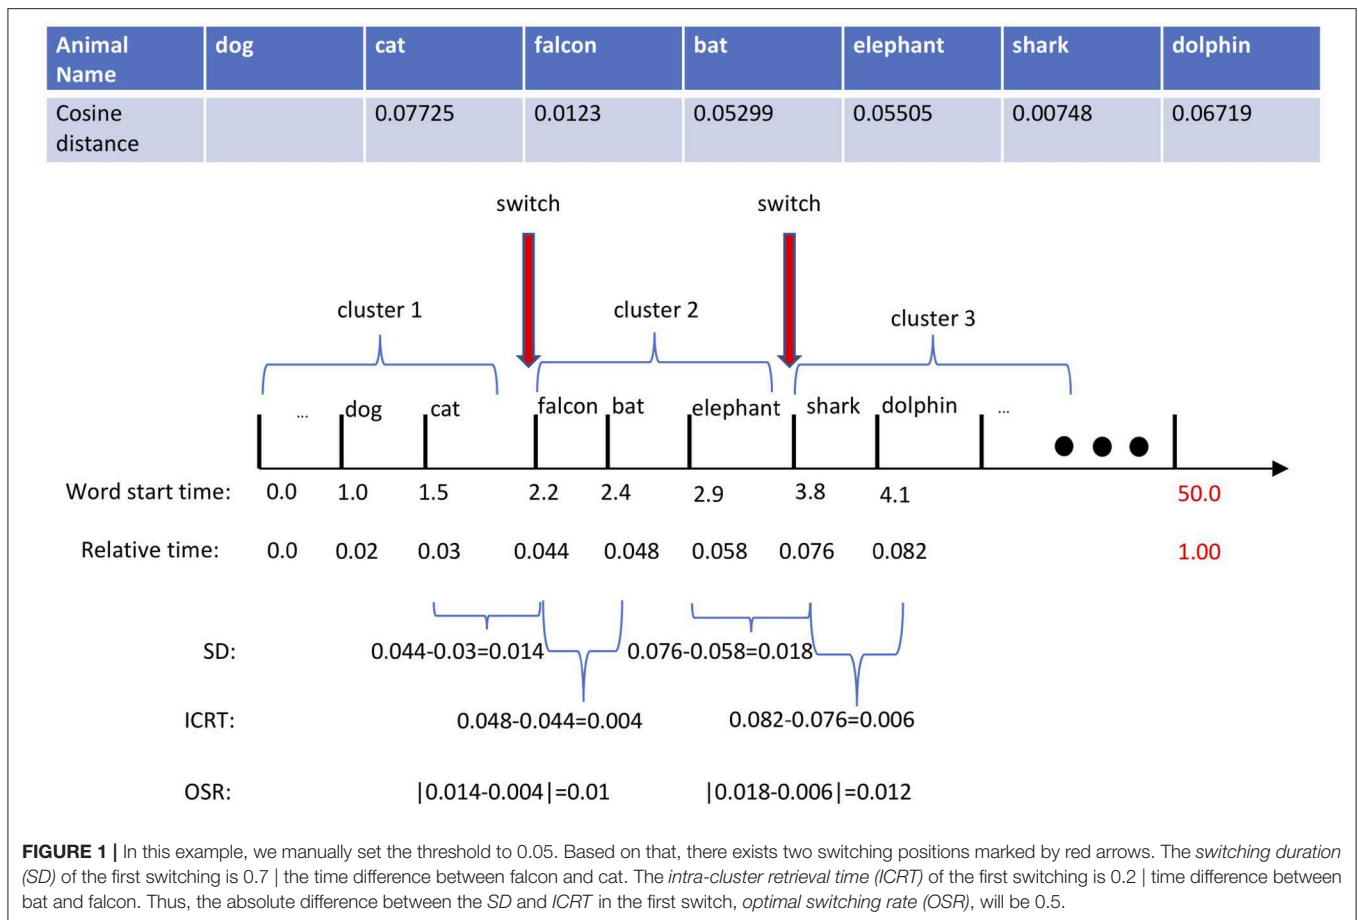 Animal Name dog cat falcon bat elephant shark dolphin
Cosine distance 0.07725 0.0123 0.05299 0.05505 0.00748 0.06719
switch switch
cluster 1 cluster 2 cluster 3
... dog cat falcon bat elephant shark dolphin ...
Word start time: 0.0 1.0 1.5 2.2 2.4 2.9 3.8 4.1 50.0
Relative time: 0.0 0.02 0.03 0.044 0.048 0.058 0.076 0.082 1.00
SD: 0.044-0.03=0.014 0.076-0.058=0.018
ICRT: 0.048-0.044=0.004 0.082-0.076=0.006
OSR: |0.014-0.004|=0.01 |0.018-0.006|=0.012
FIGURE 1 | In this example, we manually set the threshold to 0.05. Based on that, there exists two switching positions marked by red arrows. The switching duration
(SD) of the first switching is 0.7 | the time difference between falcon and cat. The intra-cluster retrieval time (ICRT) of the first switching is 0.2 | time difference between
bat and falcon. Thus, the absolute difference between the SD and ICRT in the first switch, optimal switching rate (OSR), will be 0.5.